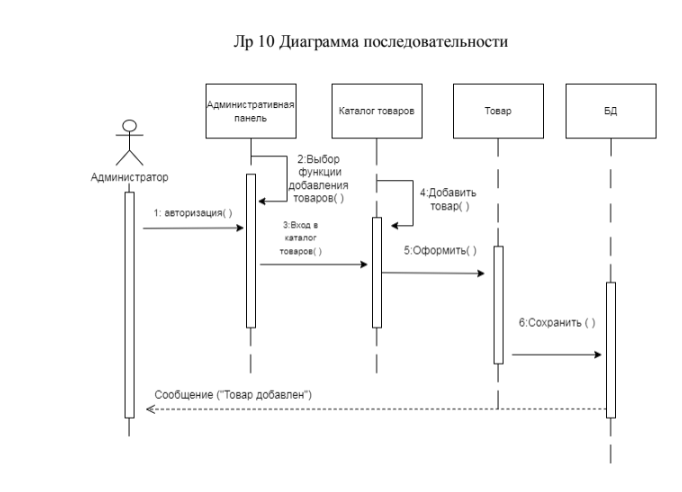 Лр 10 Диаграмма последовательности
Административная
панель
Каталог товаров
Товар
БД
Администратор
2:Выбор
функции
добавления
товаров( )
4:Добавить
товар( )
1: авторизация( )
3:Вход в
каталог
товаров( )
5:Оформить( )
6:Сохранить ( )
Сообщение ("Товар добавлен")